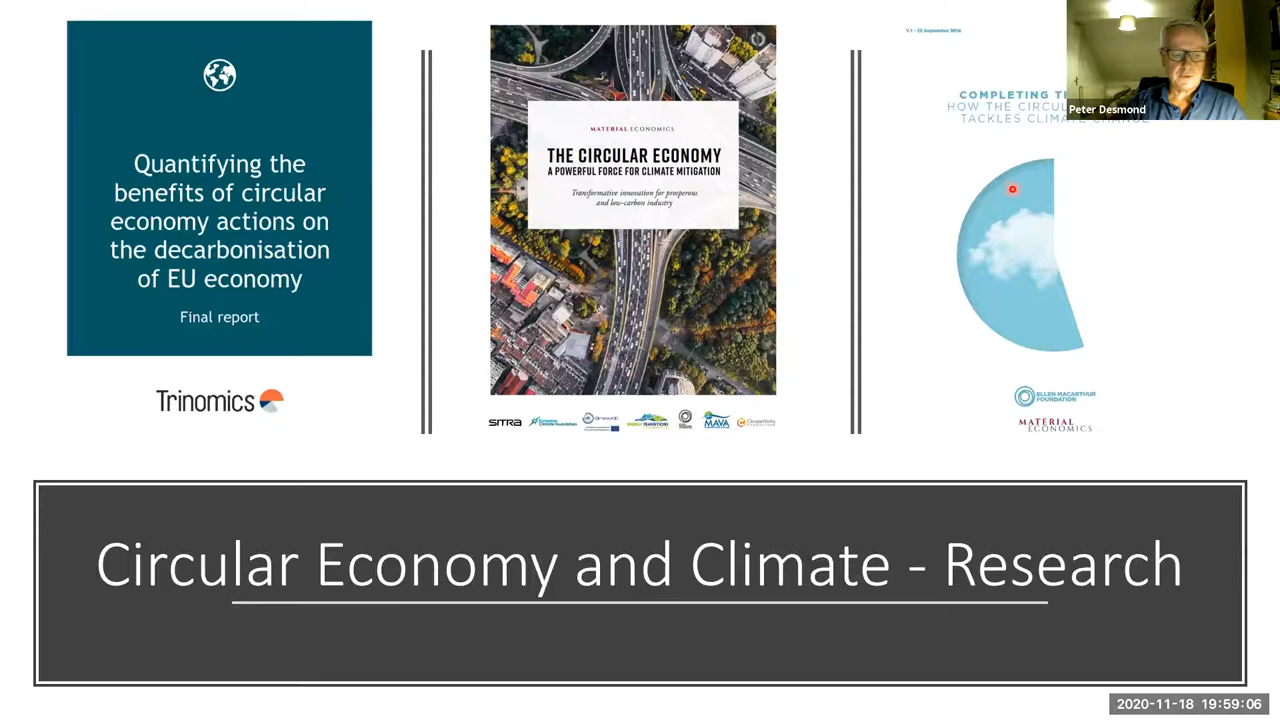 Quantifying the
benefits of circular
economy actions on
the decarbonisation
of EU economy
Final report
Trinomics
MATERIAL ECONOMICS
THE CIRCULAR ECONOMY
A POWERFUL FORCE FOR CLIMATE MITIGATION
Transformative innovation for prosperous
and low-carbon industry
SITRA
MAVA
COMPLETING TH
HOW THE CIRCUL
TACKLES CLIMATE CHANGE
Peter Desmond
ELLEN MACARTHUR
FOUNDATION
MATERIAL
ECONOMICS
Circular Economy and Climate - Research
2020-11-18 19:59:06